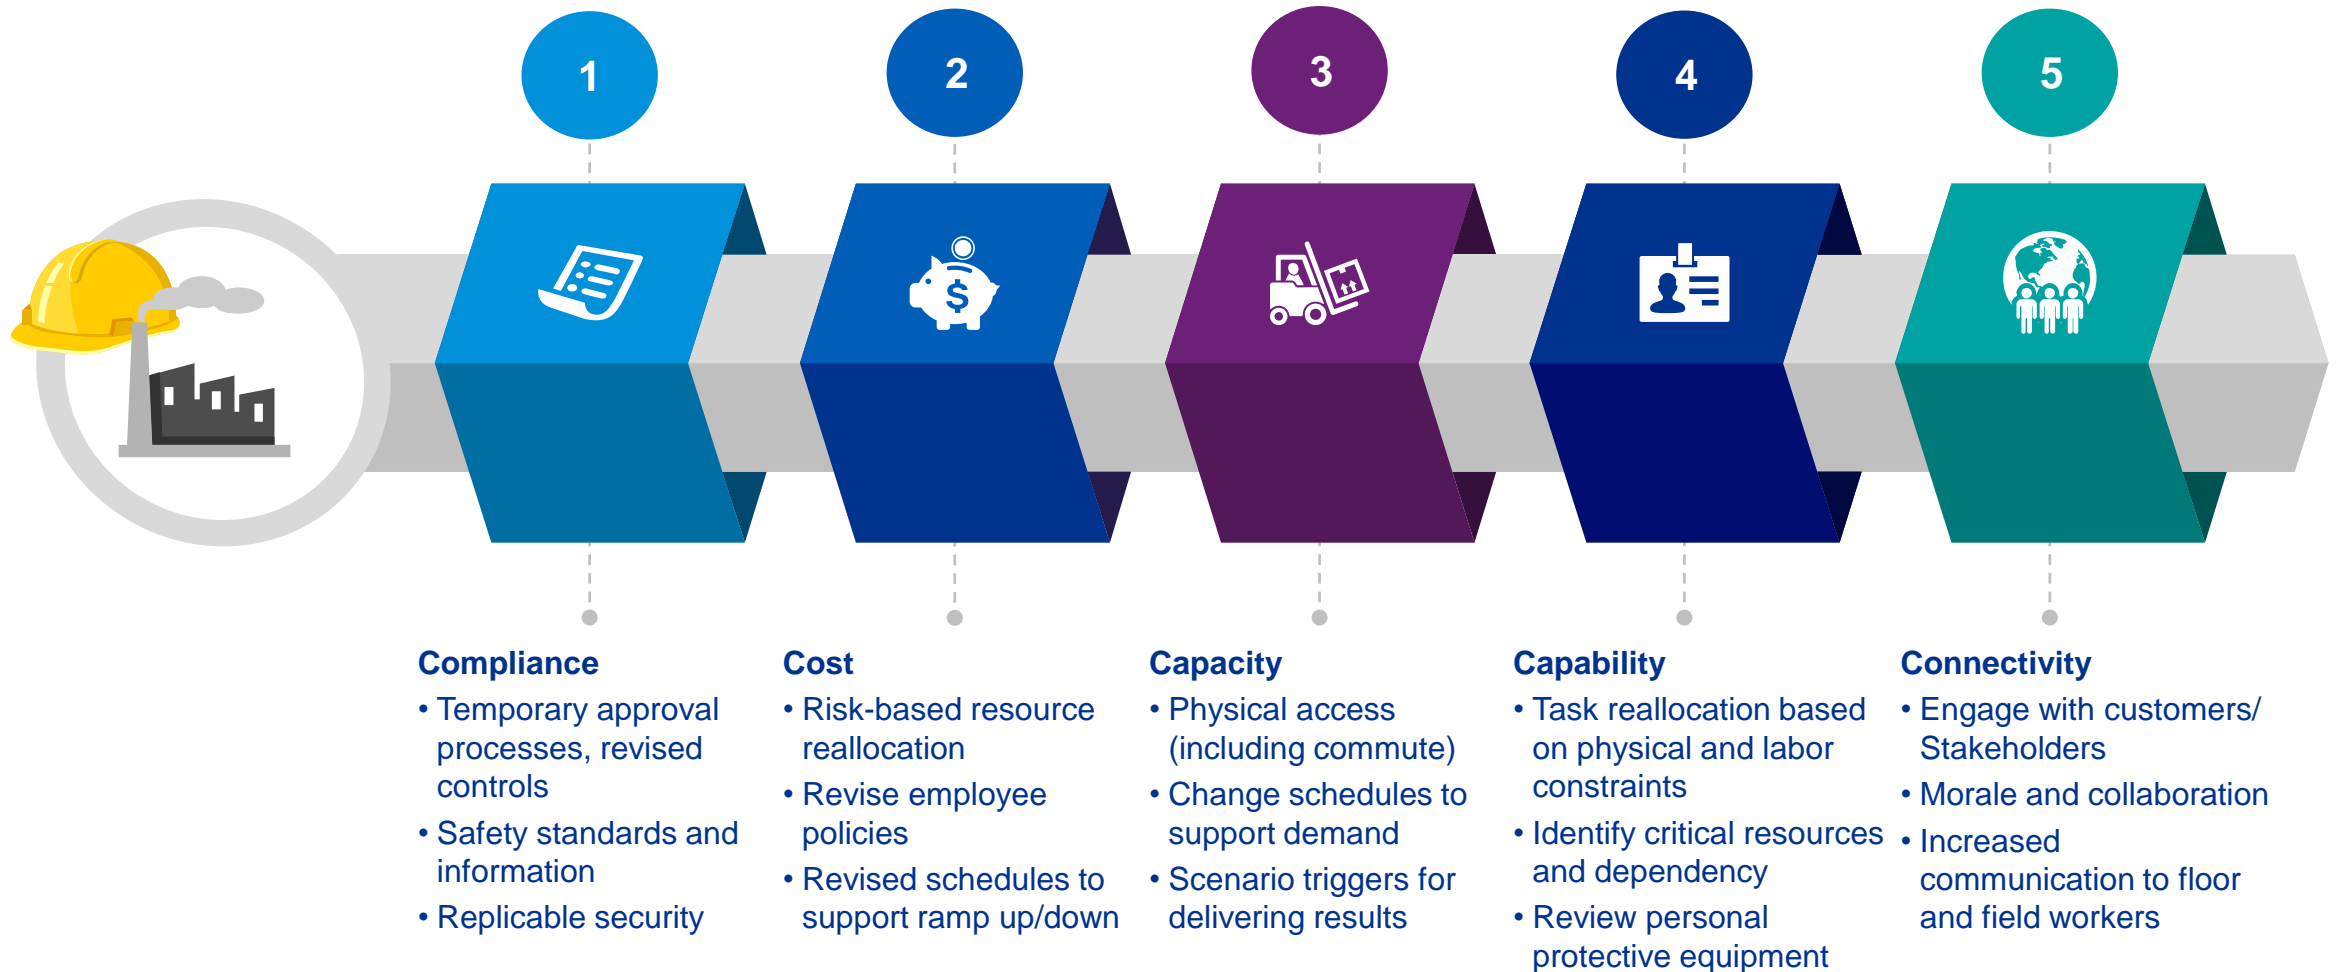 1
2
3
4
5
$
Compliance
• Temporary approval
processes, revised
controls
• Safety standards and
information
• Replicable security
Cost
• Risk-based resource
reallocation
• Revise employee
policies
• Revised schedules to
support ramp up/down
Capacity
• Physical access
(including commute)
• Change schedules to
support demand
• Scenario triggers for
delivering results
Capability
• Task reallocation based
on physical and labor
constraints
• Identify critical resources
and dependency
• Review personal
protective equipment
Connectivity
• Engage with customers/
Stakeholders
• Morale and collaboration
• Increased
communication to floor
and field workers